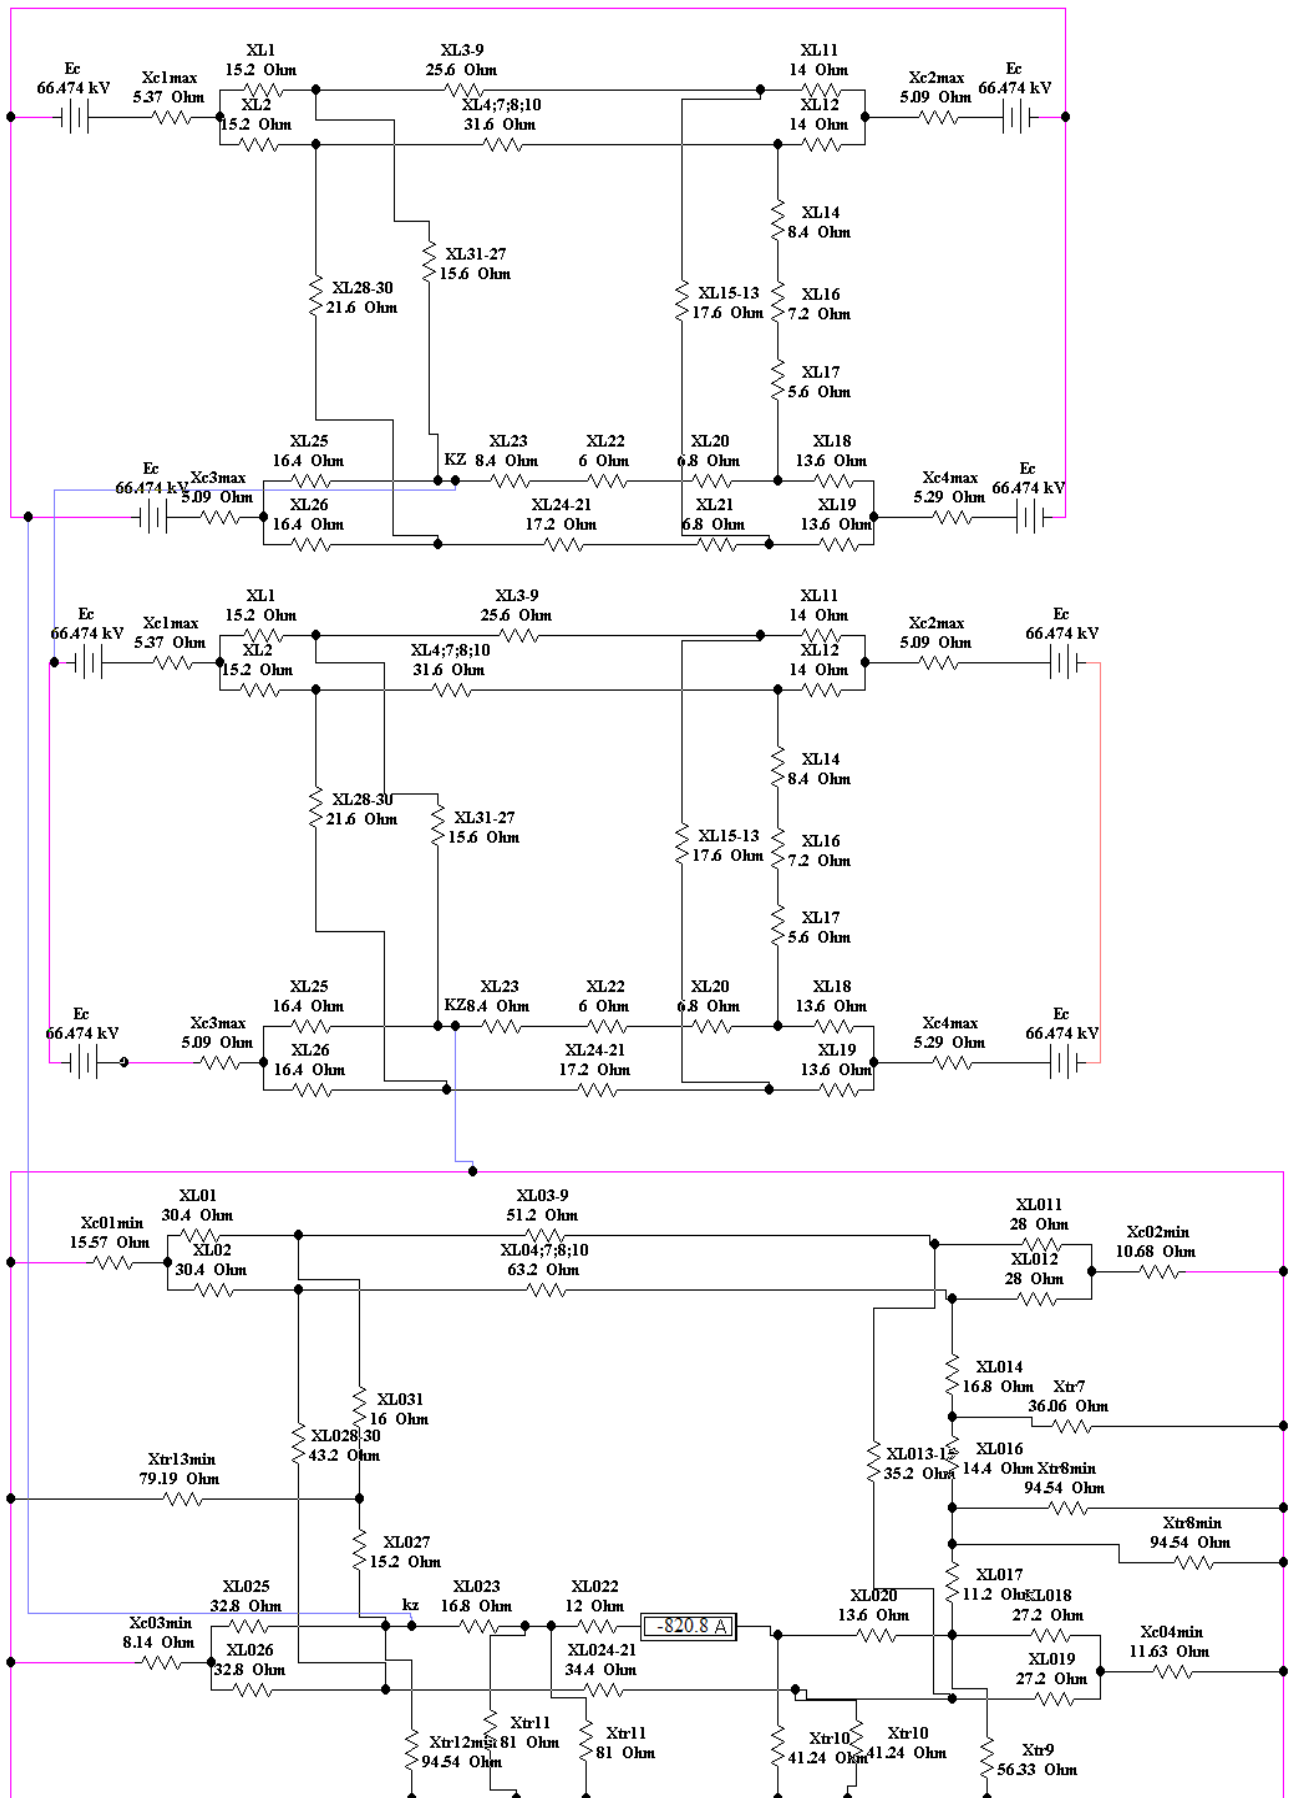 Ec
66.474 kV
Xc1max
5.37 Ohm
XL1
15.2 Ohm
XL2
15.2 Ohm
XL3-9
25.6 Ohm
XL4;7;8;10
31.6 Ohm
XL11
14 Ohm
XL12
14 Ohm
Xc2max
5.09 Ohm
Ec
66.474 kV
XL14
8.4 Ohm
XL31-27
15.6 Ohm
XL28-30
21.6 Ohm
XL15-13
17.6 Ohm
XL16
7.2 Ohm
XL17
5.6 Ohm
Ec
66.474 kV
Xc3max
5.09 Ohm
XL25
16.4 Ohm
XL26
16.4 Ohm
KZ
XL23
8.4 Ohm
XL22
6 Ohm
XL20
6.8 Ohm
XL18
13.6 Ohm
XL24-21
17.2 Ohm
XL21
6.8 Ohm
XL19
13.6 Ohm
Xc4max
5.29 Ohm
Ec
66.474 kV
Ec
66.474 kV
Xc1max
5.37 Ohm
XL1
15.2 Ohm
XL2
15.2 Ohm
XL3-9
25.6 Ohm
XL4;7;8;10
31.6 Ohm
XL11
14 Ohm
XL12
14 Ohm
Xc2max
5.09 Ohm
Ec
66.474 kV
XL14
8.4 Ohm
XL28-30
21.6 Ohm
XL31-27
15.6 Ohm
XL15-13
17.6 Ohm
XL16
7.2 Ohm
XL17
5.6 Ohm
Ec
66.474 kV
Xc3max
5.09 Ohm
XL25
16.4 Ohm
XL26
16.4 Ohm
KZ
XL23
8.4 Ohm
XL22
6 Ohm
XL20
6.8 Ohm
XL18
13.6 Ohm
XL24-21
17.2 Ohm
XL19
13.6 Ohm
Xc4max
5.29 Ohm
Ec
66.474 kV
Xc01min
15.57 Ohm
XL01
30.4 Ohm
XL02
30.4 Ohm
XL03-9
51.2 Ohm
XL04;7;8;10
63.2 Ohm
XL011
28 Ohm
XL012
28 Ohm
Xc02min
10.68 Ohm
XL014
16.8 Ohm
Xtr7
36.06 Ohm
XL031
16 Ohm
XL028-30
43.2 Ohm
Xtr13min
79.19 Ohm
35.2 Ohm
XL016
14.4 Ohm
Xtr8min
94.54 Ohm
Xtr8min
94.54 Ohm
XL027
15.2 Ohm
XL017
11.2 Ohm
Xc03min
8.14 Ohm
XL025
32.8 Ohm
XL026
32.8 Ohm
kz
XL023
16.8 Ohm
XL022
12 Ohm
-820.8 A
XL024-21
34.4 Ohm
XL020
13.6 Ohm
XL018
27.2 Ohm
XL019
27.2 Ohm
Xc04min
11.63 Ohm
Xtr12min
94.54 Ohm
Xtr11
81 Ohm
Xtr11
81 Ohm
Xtr10
41.24 Ohm
Xtr10
41.24 Ohm
Xtr9
56.33 Ohm